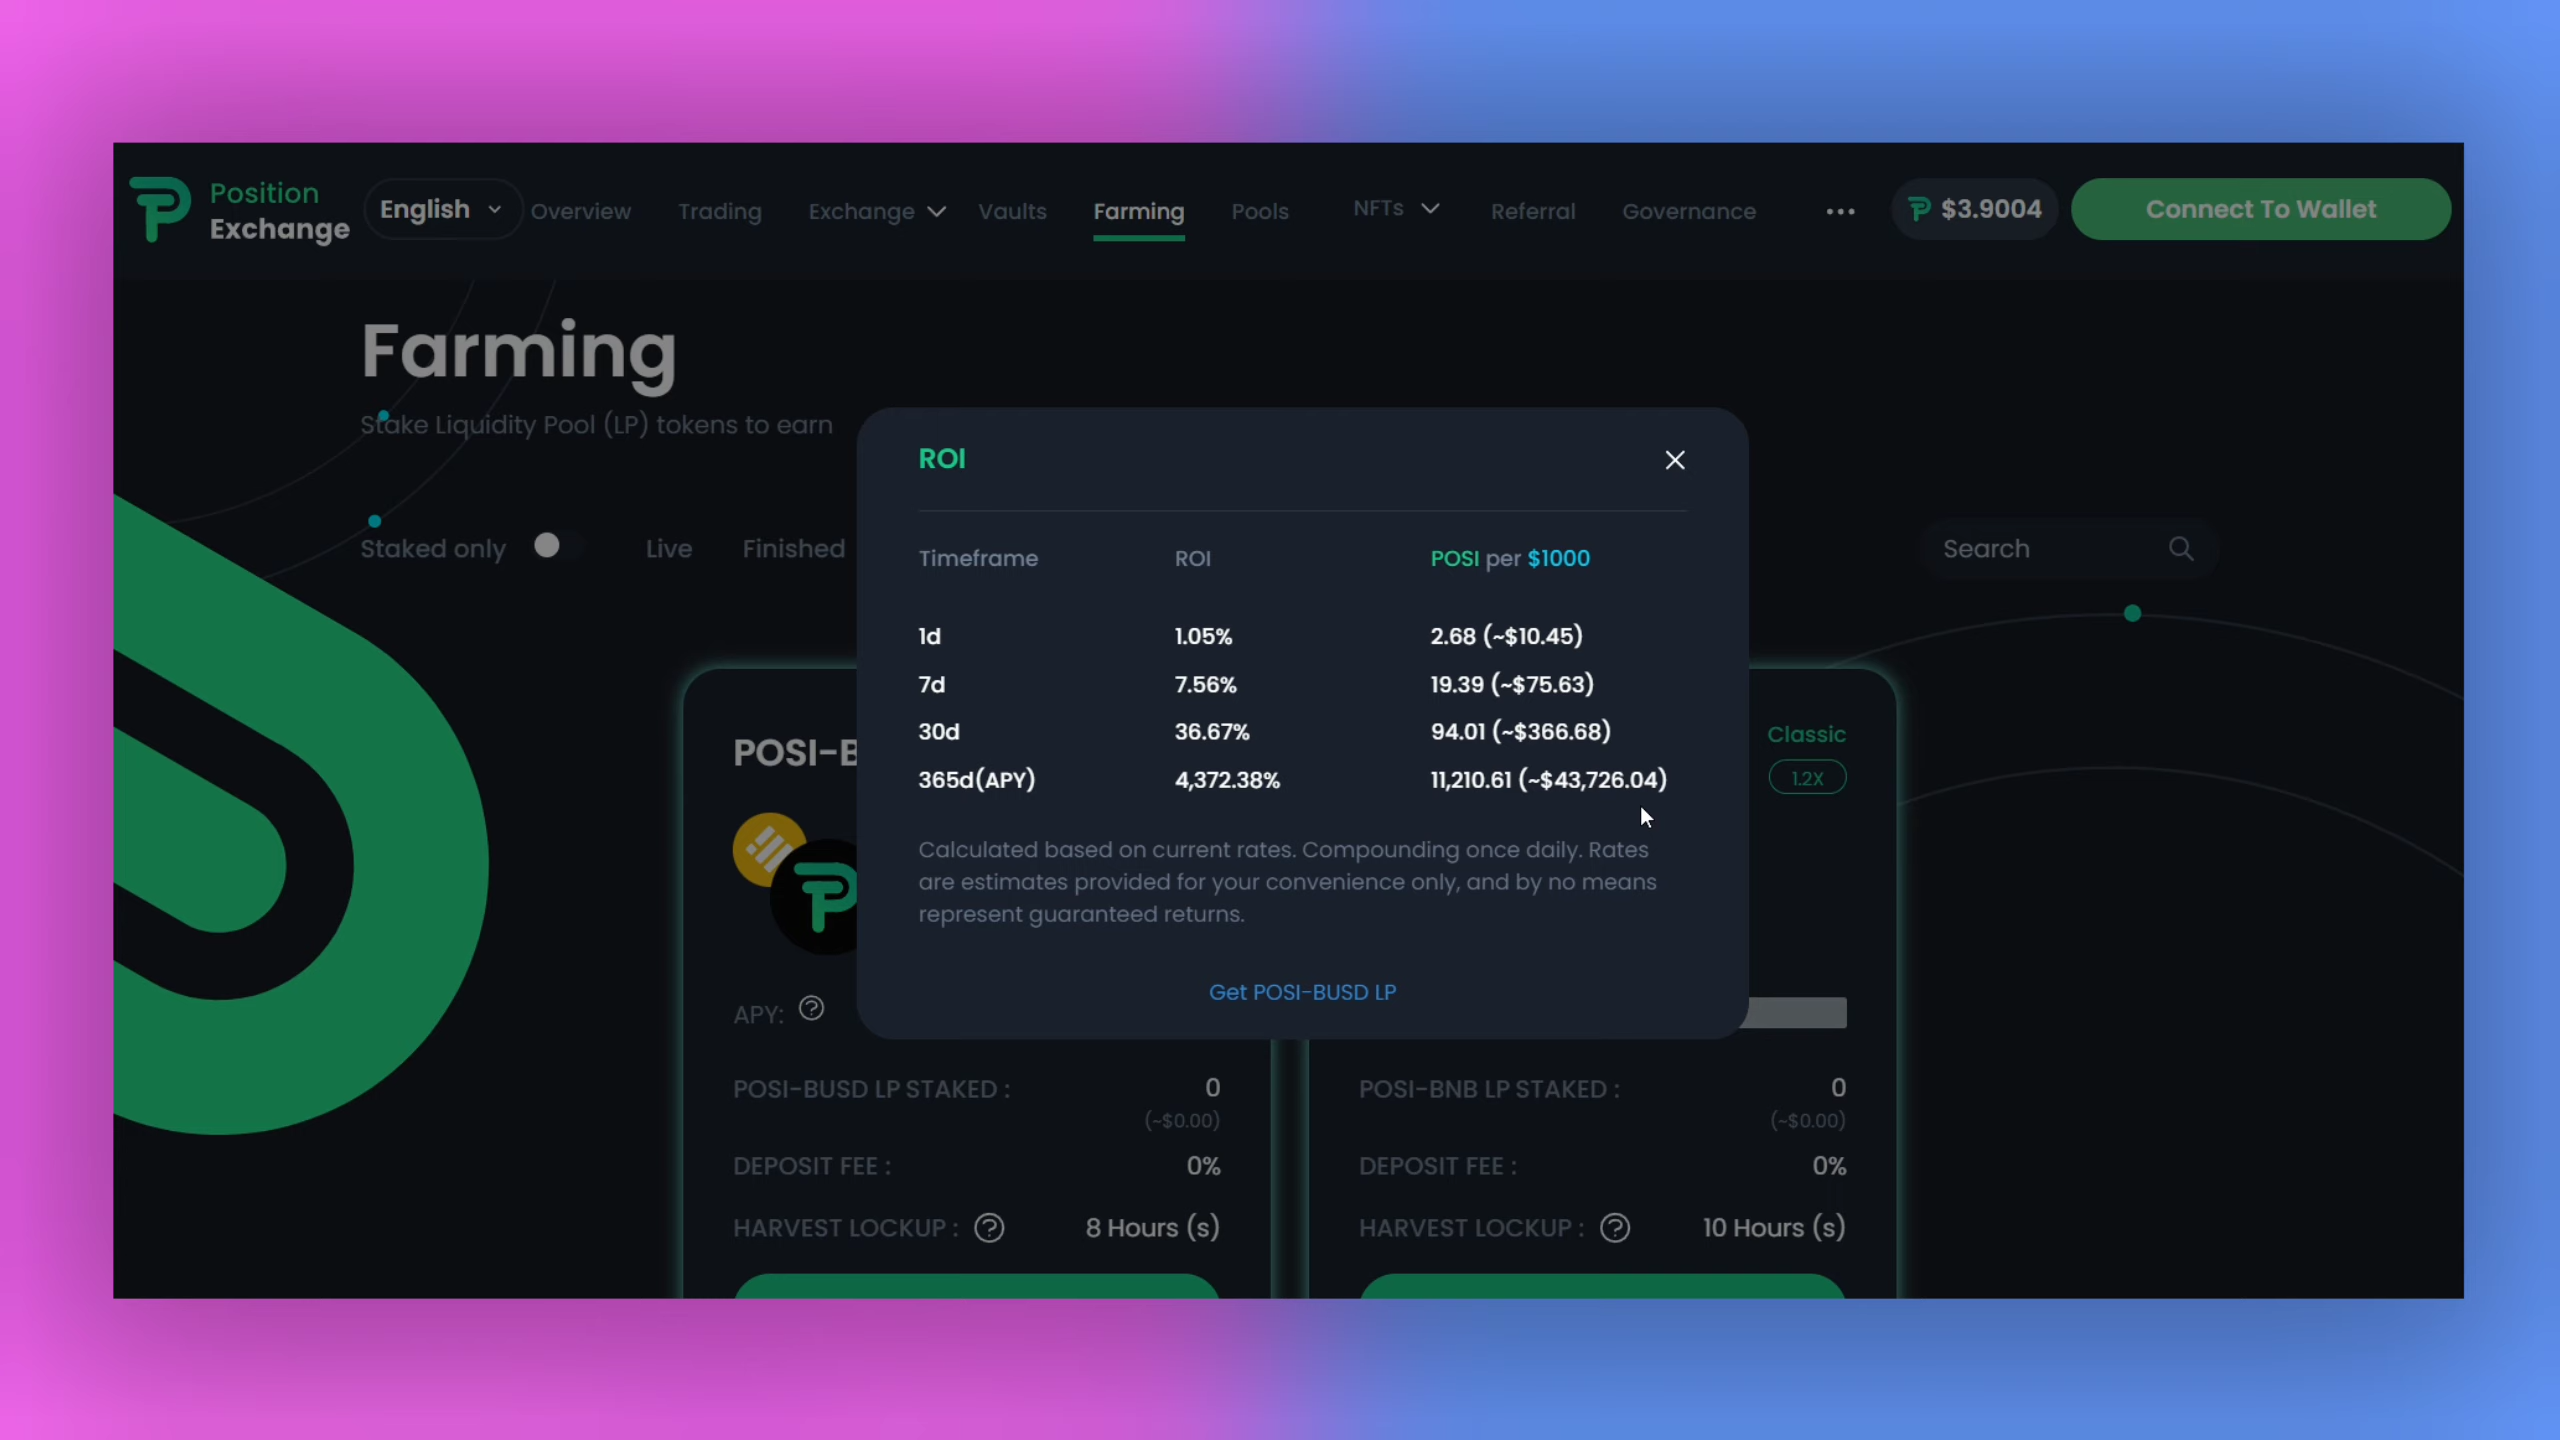 Position
Exchange
English
Overview
Trading
Exchange
Vaults
Farming
Pools
NFTs
Referral
Governance
$3.9004
Connect To Wallet
Farming
Stake Liquidity Pool (LP) tokens to earn
Staked only
Live
Finished
Search
ROI
Timeframe ROI POSI per $1000
1d 1.05% 2.68 (~$10.45)
7d 7.56% 19.39 (~$75.63)
30d 36.67% 94.01 (~$366.68)
365d(APY) 4,372.38% 11,210.61 (~$43,726.04)
Calculated based on current rates. Compounding once daily. Rates
are estimates provided for your convenience only, and by no means
represent guaranteed returns.
Get POSI-BUSD LP
POSI-B
APY:
POSI-BUSD LP STAKED : 0
(~$0.00)
DEPOSIT FEE : 0%
HARVEST LOCKUP : 8 Hours (s)
Classic
1.2X
POSI-BNB LP STAKED : 0
(~$0.00)
DEPOSIT FEE : 0%
HARVEST LOCKUP : 10 Hours (s)